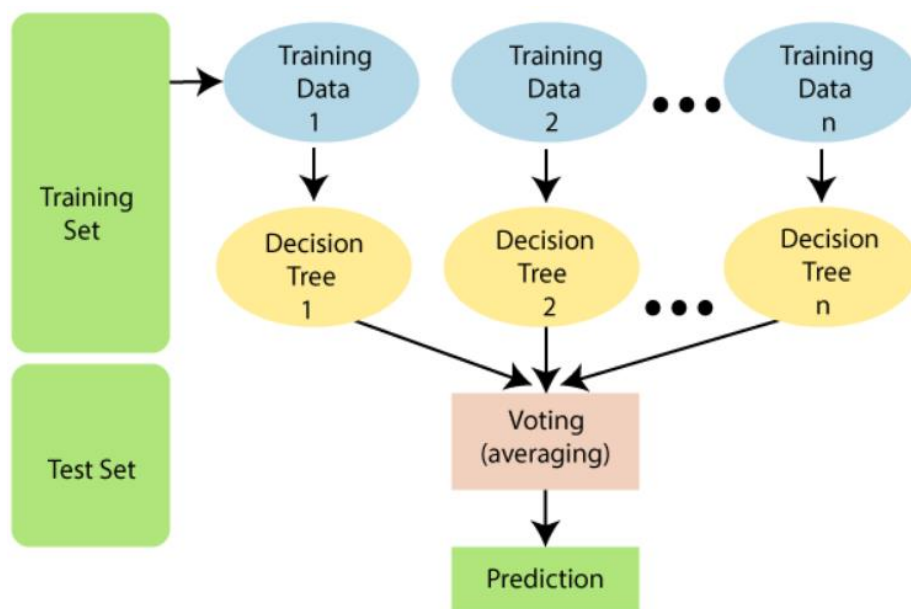 Training
Set
Test Set
Training
Data
1
Training
Data
2
Training
Data
n
Decision
Tree
1
Decision
Tree
2
Decision
Tree
n
Voting
(averaging)
Prediction